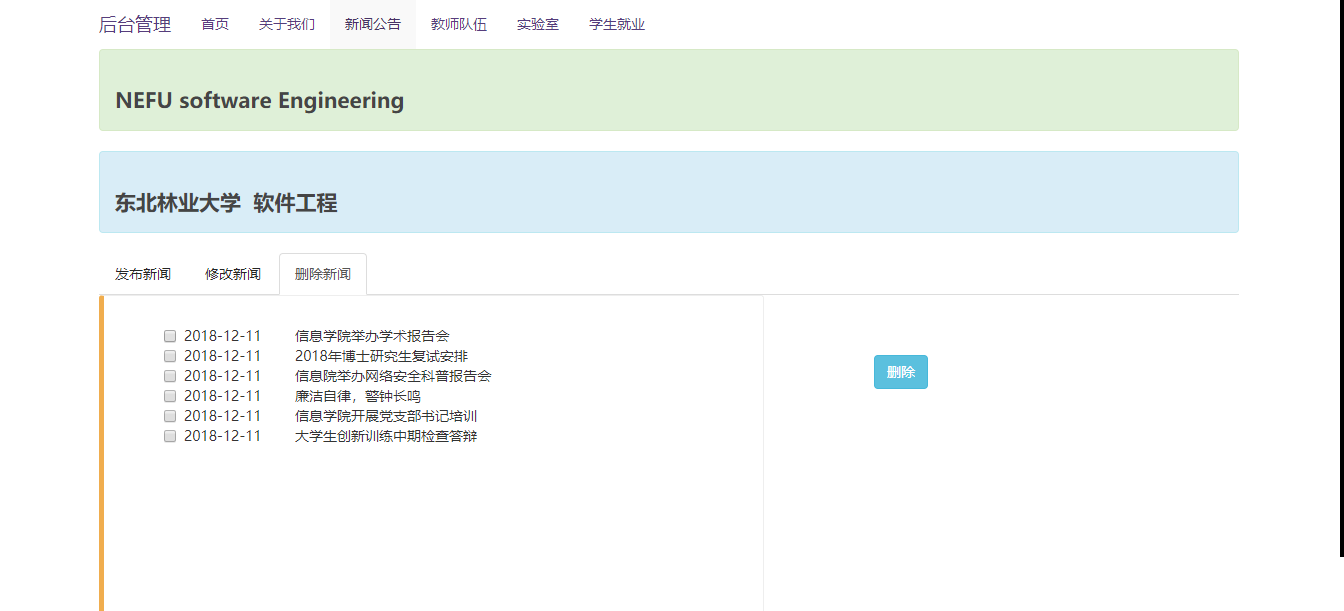 后台管理 首页 关于我们 新闻公告 教师队伍 实验室 学生就业
NEFU software Engineering
东北林业大学 软件工程
发布新闻 修改新闻 删除新闻
2018-12-11 信息学院举办学术报告会
2018-12-11 2018年博士研究生复试安排
2018-12-11 信息院举办网络安全科普报告会
2018-12-11 廉洁自律，警钟长鸣
2018-12-11 信息学院开展党支部书记培训
2018-12-11 大学生创新训练中期检查答辩
删除